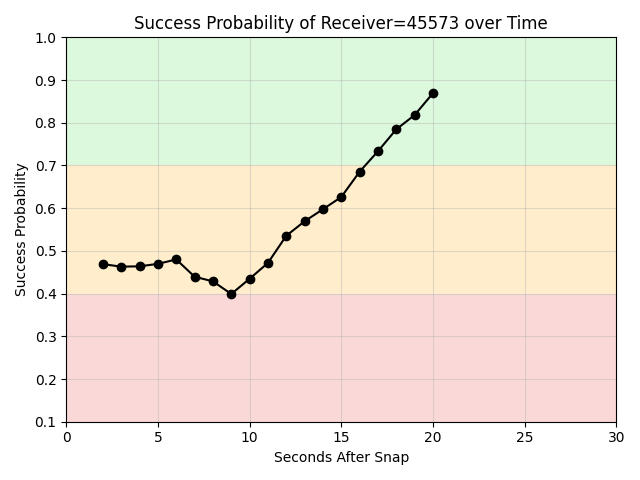 Success Probability of Receiver=45573 over Time
1.0
0.9
0.8
0.7
0.6
0.5
0.4
0.3
0.2
0.1
Success Probability
0 5 10 15 20 25 30
Seconds After Snap